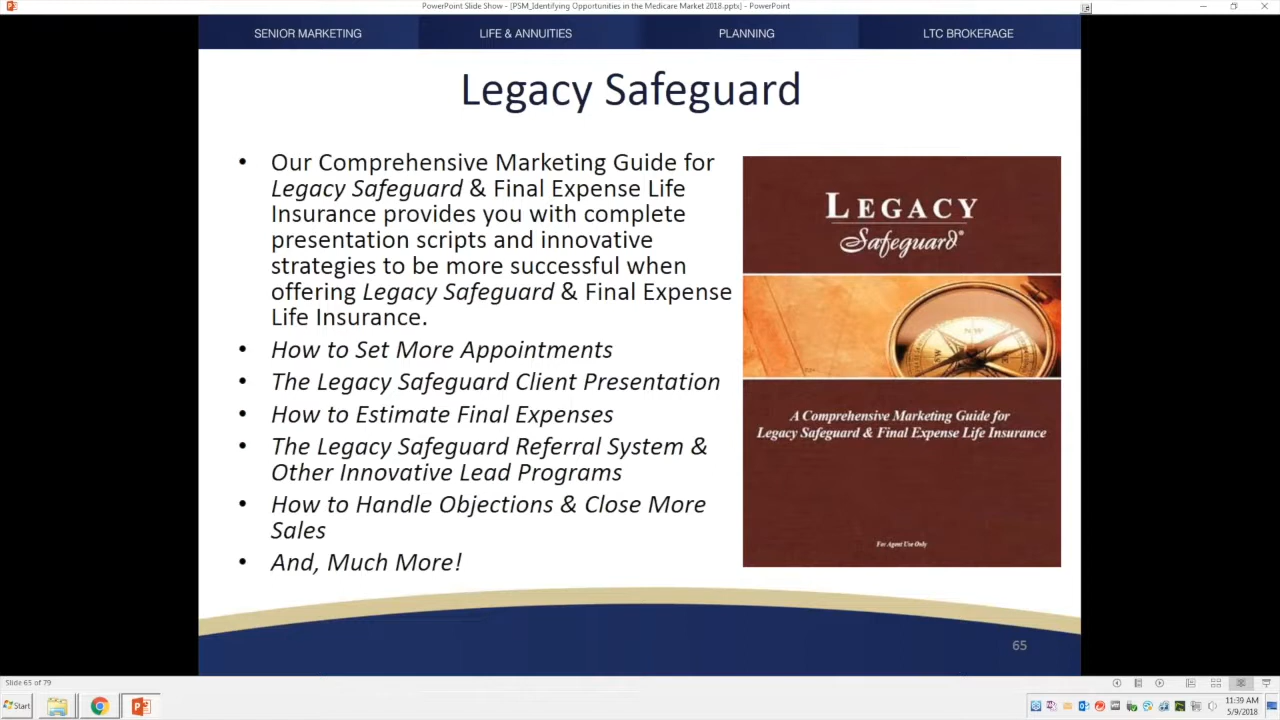 PowerPoint Slide Show - [PSM_Identifying Opportunities in the Medicare Market 2018.pptx] - PowerPoint
SENIOR MARKETING
LIFE & ANNUITIES
PLANNING
LTC BROKERAGE
Legacy Safeguard
• Our Comprehensive Marketing Guide for
Legacy Safeguard & Final Expense Life
Insurance provides you with complete
presentation scripts and innovative
strategies to be more successful when
offering Legacy Safeguard & Final Expense
Life Insurance.
• How to Set More Appointments
• The Legacy Safeguard Client Presentation
• How to Estimate Final Expenses
• The Legacy Safeguard Referral System &
Other Innovative Lead Programs
• How to Handle Objections & Close More
Sales
• And, Much More!
LEGACY
Safeguard®
N.W
NW
A Comprehensive Marketing Guide for
Legacy Safeguard & Final Expense Life Insurance
For Agent Use Only
65
Slide 65 of 79
Start
11:39 AM
5/9/2018